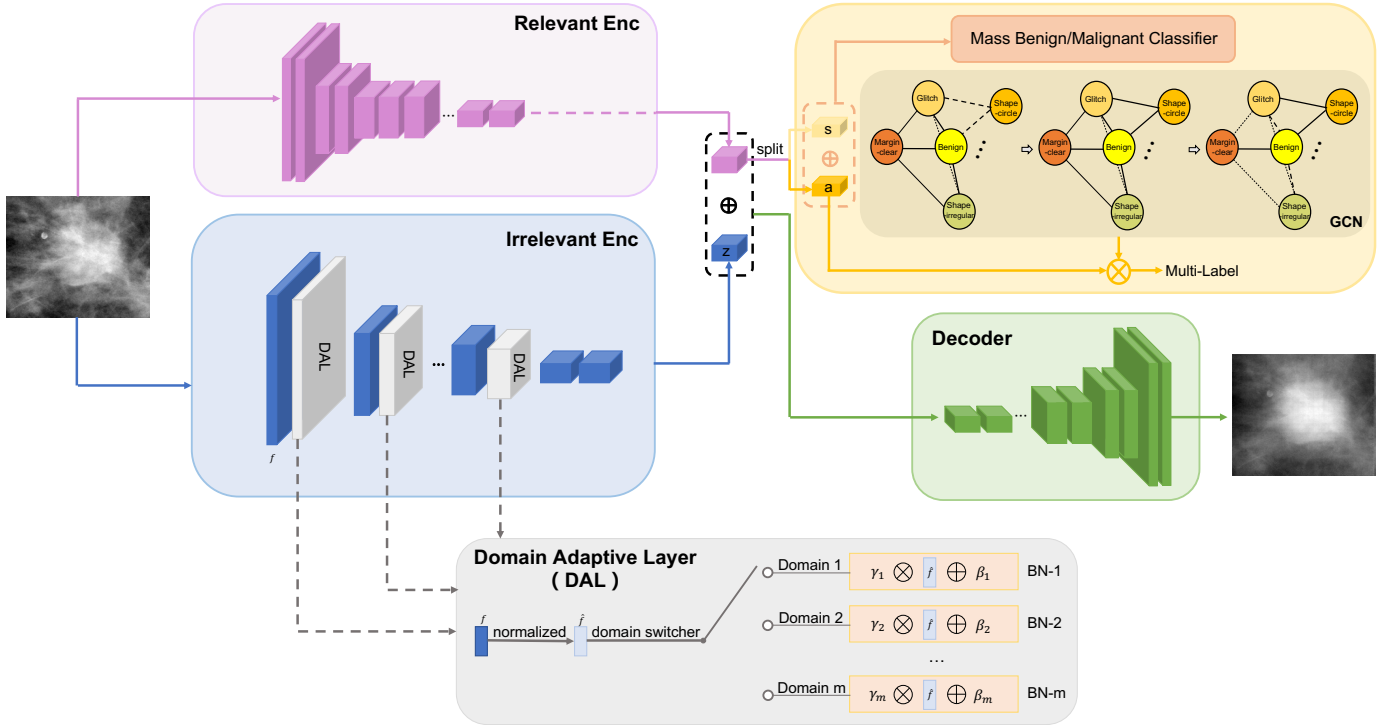 Relevant Enc
...
Irrelevant Enc
DAL
DAL
...
DAL
f
split
⊕
z
s
⊕
a
Mass Benign/Malignant Classifier
Glitch
Shape
-circle
Margin
-clear
Benign
Shape
-irregular
Glitch
Shape
-circle
Margin
-clear
Benign
Shape
-irregular
Glitch
Shape
-circle
Margin
-clear
Benign
Shape
-irregular
GCN
⊗
Multi-Label
Decoder
...
Domain Adaptive Layer
( DAL )
f
normalized
f̂
domain switcher
Domain 1
γ₁ ⊗ f̂ ⊕ β₁
BN-1
Domain 2
γ₂ ⊗ f̂ ⊕ β₂
BN-2
...
Domain m
γₘ ⊗ f̂ ⊕ βₘ
BN-m